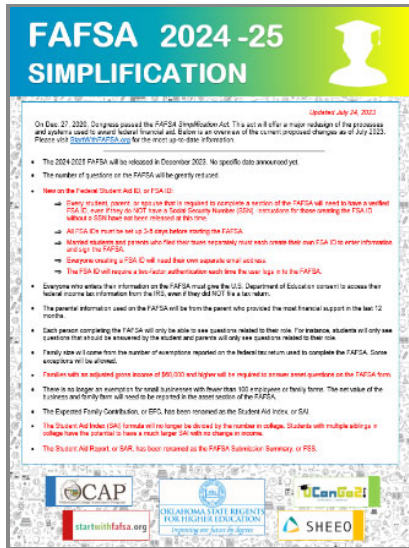 FAFSA 2024 -25
SIMPLIFICATION
Updated July 24, 2023
On Dec. 27, 2020, Congress passed the FAFSA Simplification Act. This act will offer a major redesign of the processes
and systems used to award federal financial aid. Below is an overview of the current proposed changes as of July 2023.
Please visit StartWithFAFSA.org for the most up-to-date information.
• The 2024-2025 FAFSA will be released in December 2023. No specific date announced yet.
• The number of questions on the FAFSA will be greatly reduced.
• New on the Federal Student Aid ID, or FSA ID:
⇒ Every student, parent, or spouse that is required to complete a section of the FAFSA will need to have a verified
FSA ID, even if they do NOT have a Social Security Number (SSN). Instructions for those creating the FSA ID
without a SSN have not been released at this time.
⇒ All FSA IDs must be set up 3-5 days before starting the FAFSA.
⇒ Married students and parents who filed their taxes separately must each create their own FSA ID to enter information
and sign the FAFSA.
⇒ Everyone creating a FSA ID will need their own separate email address.
⇒ The FSA ID will require a two-factor authentication each time the user logs in to the FAFSA.
• Everyone who enters their information on the FAFSA must give the U.S. Department of Education consent to access their
federal income tax information from the IRS, even if they did NOT file a tax return.
• The parental information used on the FAFSA will be from the parent who provided the most financial support in the last 12
months.
• Each person completing the FAFSA will only be able to see questions related to their role. For instance, students will only see
questions that should be answered by the student and parents will only see questions related to their role.
• Family size will come from the number of exemptions reported on the federal tax return used to complete the FAFSA. Some
exceptions will be allowed.
• Families with an adjusted gross income of $60,000 and higher will be required to answer asset questions on the FAFSA form.
• There is no longer an exemption for small businesses with fewer than 100 employees or family farms. The net value of the
business and family farm will need to be reported in the asset section of the FAFSA.
• The Expected Family Contribution, or EFC, has been renamed as the Student Aid Index, or SAI.
• The Student Aid Index (SAI) formula will no longer be divided by the number in college. Students with multiple siblings in
college have the potential to have a much larger SAI with no change in income.
• The Student Aid Report, or SAR, has been renamed as the FAFSA Submission Summary, or FSS.
OCAP
UCanGo2!
startwithfafsa.org
OKLAHOMA STATE REGENTS
FOR HIGHER EDUCATION
Improving our future by degrees
SHEEO